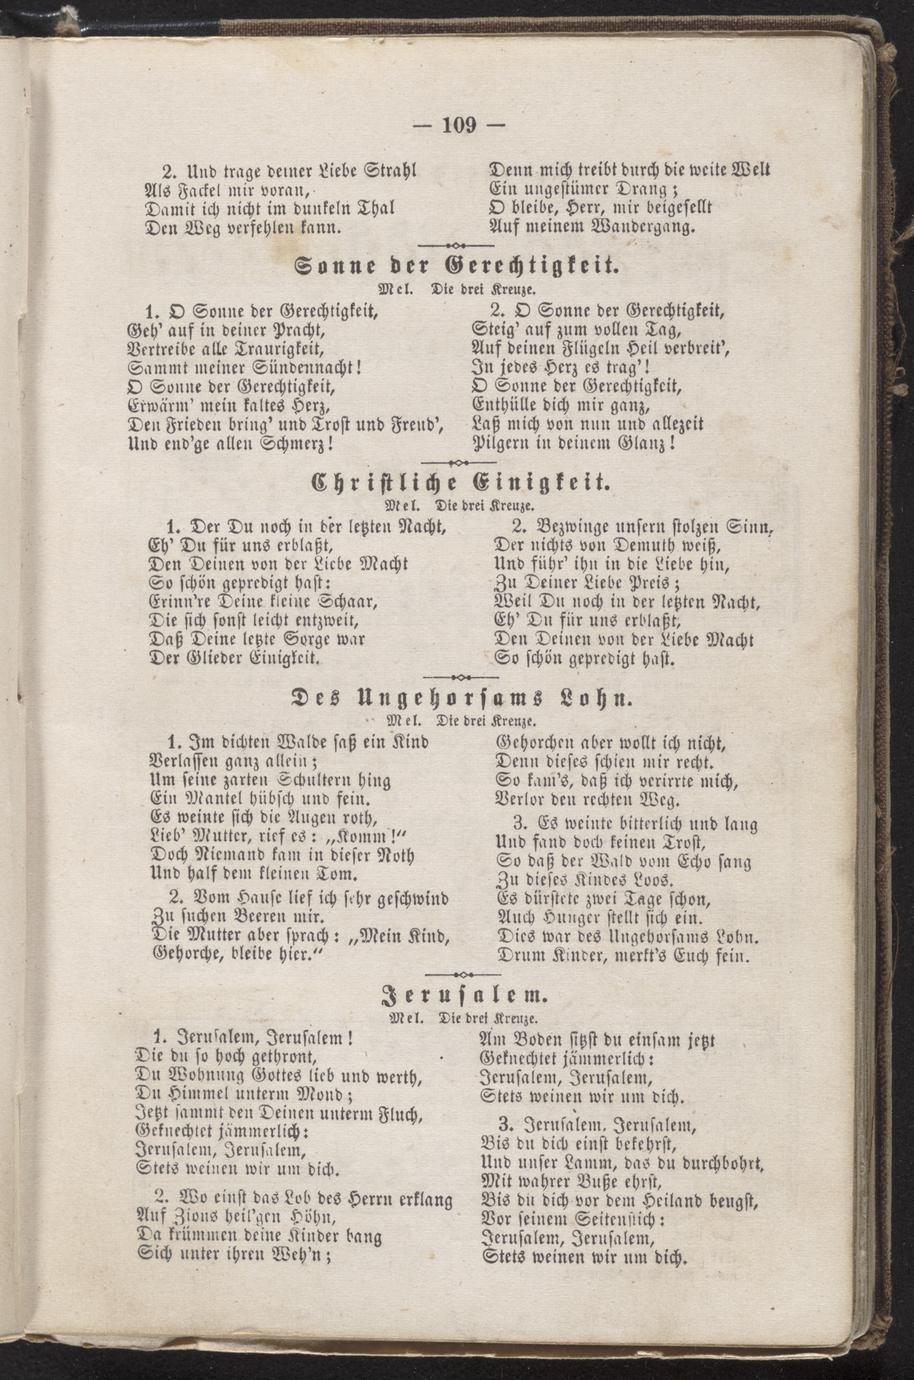 — 109 —
2. Und trage deiner Liebe Strahl
Als Fackel mir voran,
Damit ich nicht im dunkeln Thal
Den Weg verfehlen kann.
Denn mich treibt durch die weite Welt
Ein ungestümer Drang;
O bleibe, Herr, mir beigesellt
Auf meinem Wandergang.
Sonne der Gerechtigkeit.
Mel. Die drei Kreuze.
1. O Sonne der Gerechtigkeit,
Geh' auf in deiner Pracht,
Vertreibe alle Traurigkeit,
Sammt meiner Sündennacht!
O Sonne der Gerechtigkeit,
Erwärm' mein kaltes Herz,
Den Frieden bring' und Trost und Freud',
Und end'ge allen Schmerz!
2. O Sonne der Gerechtigkeit,
Steig' auf zum vollen Tag,
Auf deinen Flügeln Heil verbreit',
In jedes Herz es trag'!
O Sonne der Gerechtigkeit,
Enthülle dich mir ganz,
Laß mich von nun und allezeit
Pilgern in deinem Glanz!
Christliche Einigkeit.
Mel. Die drei Kreuze.
1. Der Du noch in der letzten Nacht,
Eh' Du für uns erblaßt,
Den Deinen von der Liebe Macht
So schön gepredigt hast:
Erinn're Deine kleine Schaar,
Die sich sonst leicht entzweit,
Daß Deine letzte Sorge war
Der Glieder Einigkeit.
2. Bezwinge unsern stolzen Sinn,
Der nichts von Demuth weiß,
Und führ' ihn in die Liebe hin,
Zu Deiner Liebe Preis;
Weil Du noch in der letzten Nacht,
Eh' Du für uns erblaßt,
Den Deinen von der Liebe Macht
So schön gepredigt hast.
Des Ungehorsams Lohn.
Mel. Die drei Kreuze.
1. Im dichten Walde saß ein Kind
Verlassen ganz allein;
Um seine zarten Schultern hing
Ein Mantel hübsch und fein.
Es weinte sich die Augen roth,
Lieb' Mutter, rief es: „Komm!“
Doch Niemand kam in dieser Noth
Und half dem kleinen Tom.
2. Vom Hause lief ich sehr geschwind
Zu suchen Beeren mir.
Die Mutter aber sprach: „Mein Kind,
Gehorche, bleibe hier.“
Gehorchen aber wollt ich nicht,
Denn dieses schien mir recht.
So kam's, daß ich verirrte mich,
Verlor den rechten Weg.
3. Es weinte bitterlich und lang
Und fand doch keinen Trost,
So daß der Wald vom Echo sang
Zu dieses Kindes Loos.
Es dürstete zwei Tage schon,
Auch Hunger stellt sich ein.
Dies war des Ungehorsams Lohn.
Drum Kinder, merkt's Euch fein.
Jerusalem.
Mel. Die drei Kreuze.
1. Jerusalem, Jerusalem!
Die du so hoch gethront,
Du Wohnung Gottes lieb und werth,
Du Himmel unterm Mond;
Jetzt sammt den Deinen unterm Fluch,
Geknechtet jämmerlich:
Jerusalem, Jerusalem,
Stets weinen wir um dich.
2. Wo einst das Lob des Herrn erklang
Auf Zions heil'gen Höhn,
Da krümmen deine Kinder bang
Sich unter ihren Weh'n;
Am Boden sitzst du einsam jetzt
Geknechtet jämmerlich:
Jerusalem, Jerusalem,
Stets weinen wir um dich.
3. Jerusalem, Jerusalem,
Bis du dich einst bekehrst,
Und unser Lamm, das du durchbohrt,
Mit wahrer Buße ehrst,
Bis du dich vor dem Heiland beugst,
Vor seinem Seitenstich:
Jerusalem, Jerusalem,
Stets weinen wir um dich.